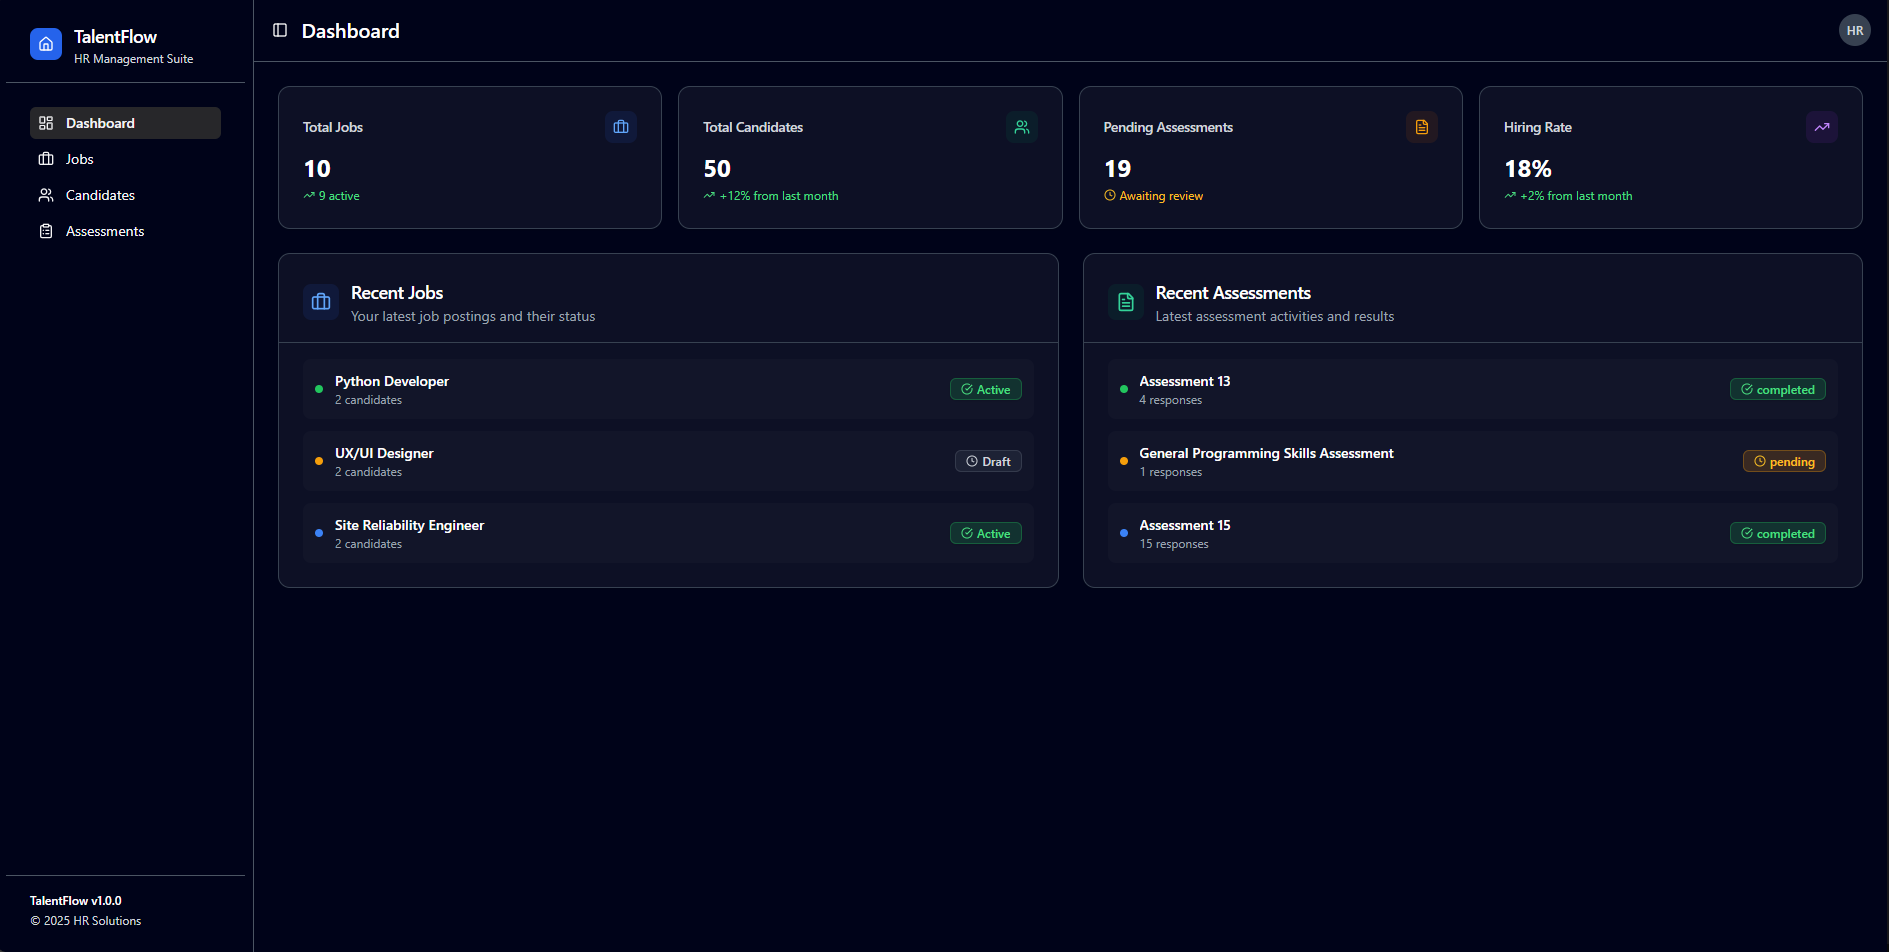 TalentFlow
HR Management Suite
Dashboard
Jobs
Candidates
Assessments
TalentFlow v1.0.0
© 2025 HR Solutions
Dashboard
HR
Total Jobs
10
9 active
Total Candidates
50
+12% from last month
Pending Assessments
19
Awaiting review
Hiring Rate
18%
+2% from last month
Recent Jobs
Your latest job postings and their status
Python Developer
2 candidates
Active
UX/UI Designer
2 candidates
Draft
Site Reliability Engineer
2 candidates
Active
Recent Assessments
Latest assessment activities and results
Assessment 13
4 responses
completed
General Programming Skills Assessment
1 responses
pending
Assessment 15
15 responses
completed